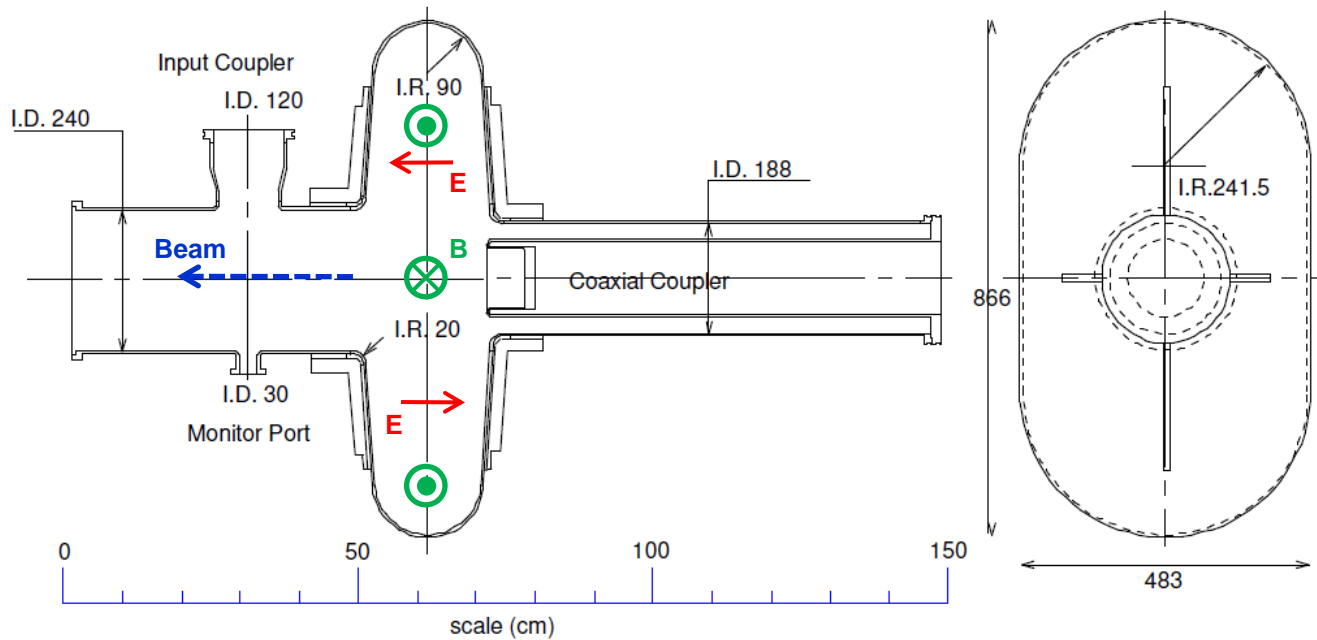 Input Coupler
I.D. 120
I.D. 240
I.R. 90
E
I.D. 188
I.R.241.5
Beam
B
Coaxial Coupler
866
I.R. 20
I.D. 30
E
Monitor Port
0
50
100
150
483
scale (cm)